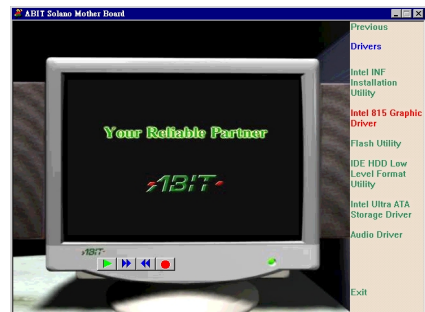 ABIT Solano Mother Board
Your Reliable Partner
ABIT
ABIT
Previous
Drivers
Intel INF
Installation
Utility
Intel 815 Graphic
Driver
Flash Utility
IDE HDD Low
Level Format
Utility
Intel Ultra ATA
Storage Driver
Audio Driver
Exit